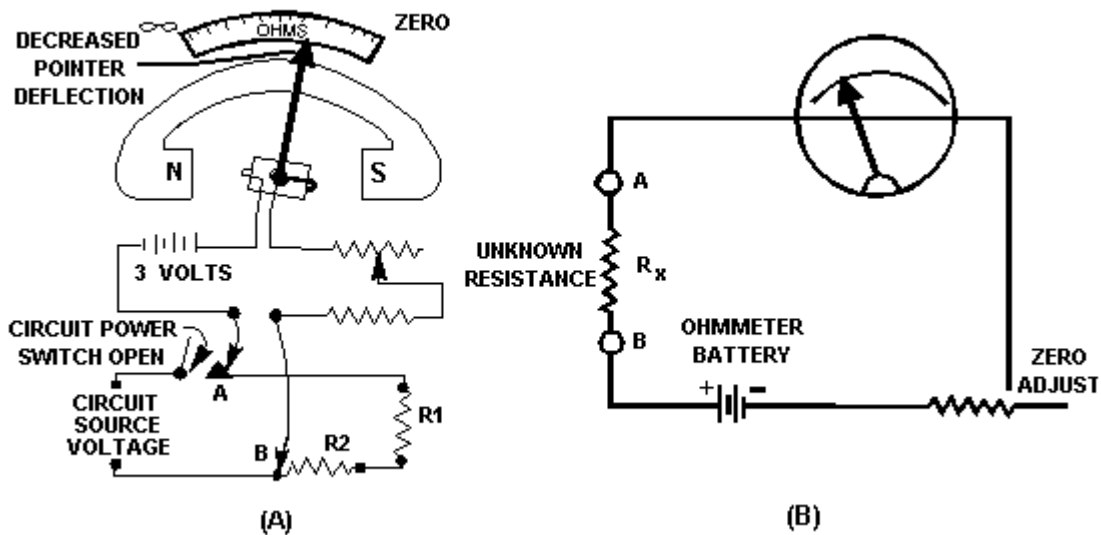 ∞
OHMS
ZERO
DECREASED
POINTER
DEFLECTION
N
S
3 VOLTS
CIRCUIT POWER
SWITCH OPEN
A
CIRCUIT
SOURCE
VOLTAGE
R1
B
R2
(A)
A
UNKNOWN
RESISTANCE
Rx
B
OHMMETER
BATTERY
+ -
ZERO
ADJUST
(B)